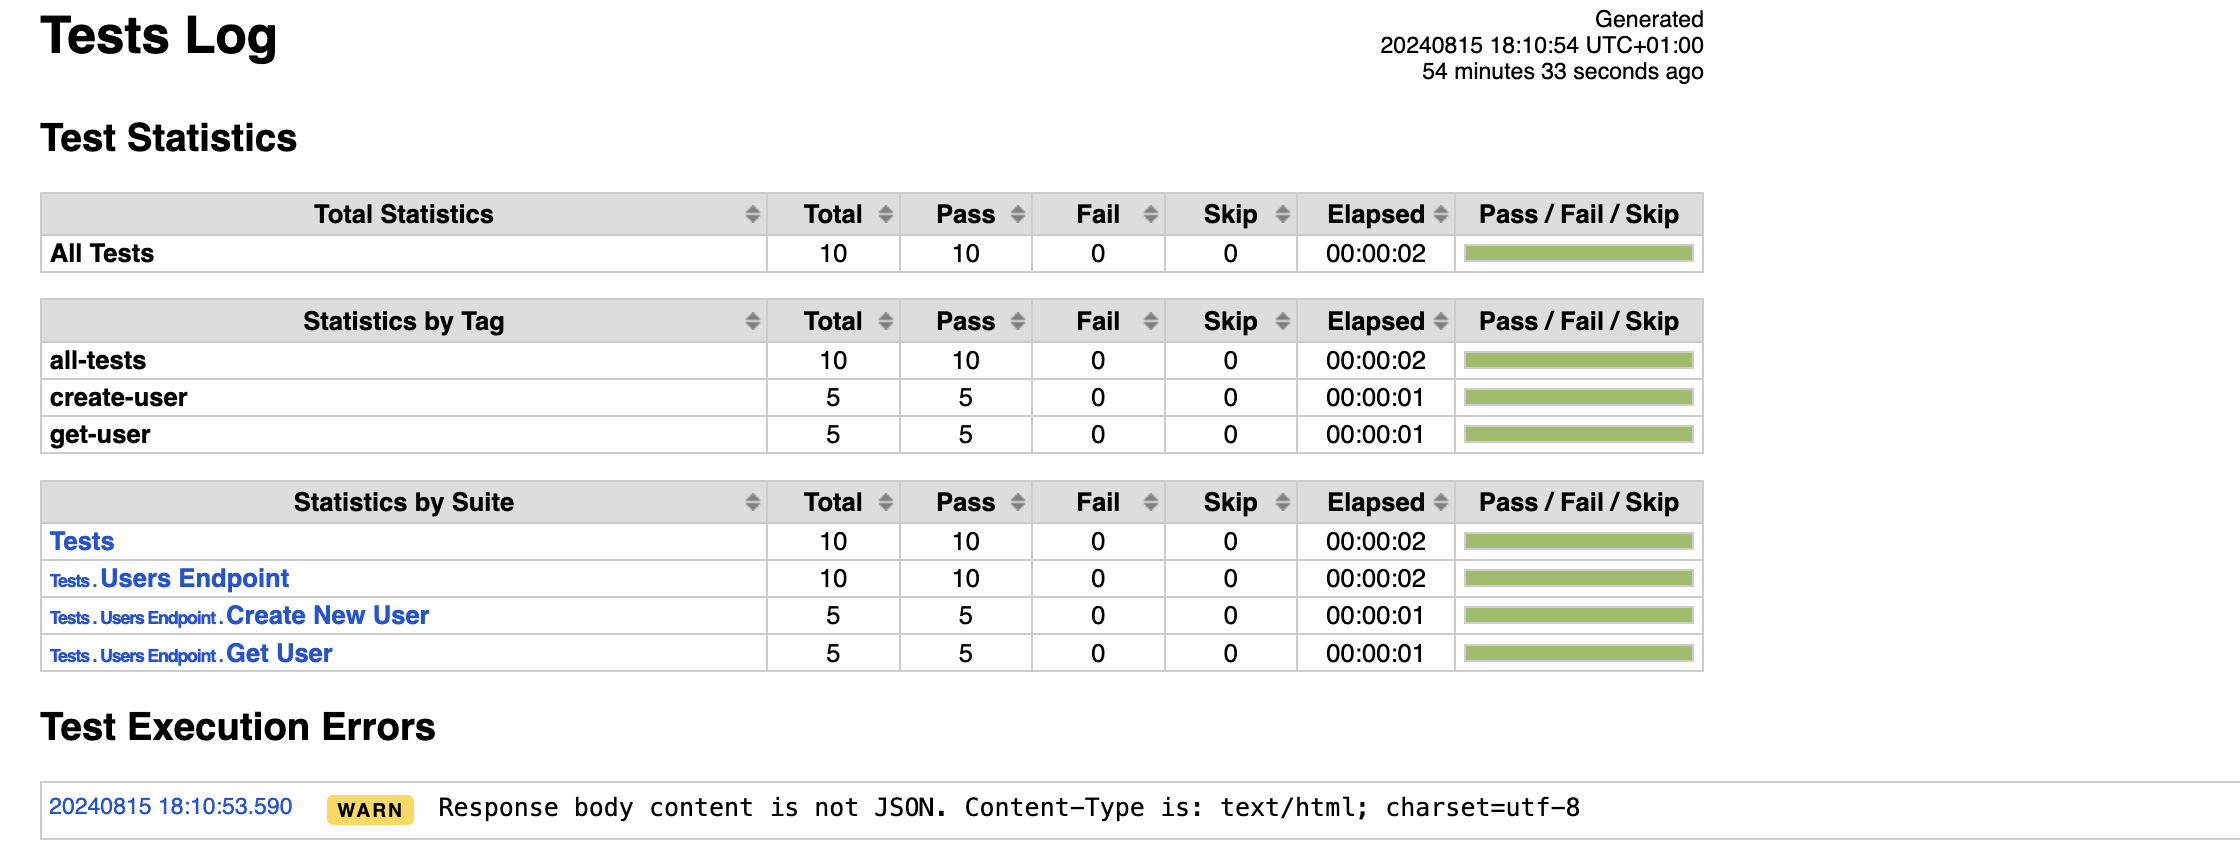 Tests Log
Generated
20240815 18:10:54 UTC+01:00
54 minutes 33 seconds ago
Test Statistics
Total Statistics Total Pass Fail Skip Elapsed Pass / Fail / Skip
All Tests 10 10 0 0 00:00:02
Statistics by Tag Total Pass Fail Skip Elapsed Pass / Fail / Skip
all-tests 10 10 0 0 00:00:02
create-user 5 5 0 0 00:00:01
get-user 5 5 0 0 00:00:01
Statistics by Suite Total Pass Fail Skip Elapsed Pass / Fail / Skip
Tests 10 10 0 0 00:00:02
Tests . Users Endpoint 10 10 0 0 00:00:02
Tests . Users Endpoint . Create New User 5 5 0 0 00:00:01
Tests . Users Endpoint . Get User 5 5 0 0 00:00:01
Test Execution Errors
20240815 18:10:53.590 WARN Response body content is not JSON. Content-Type is: text/html; charset=utf-8